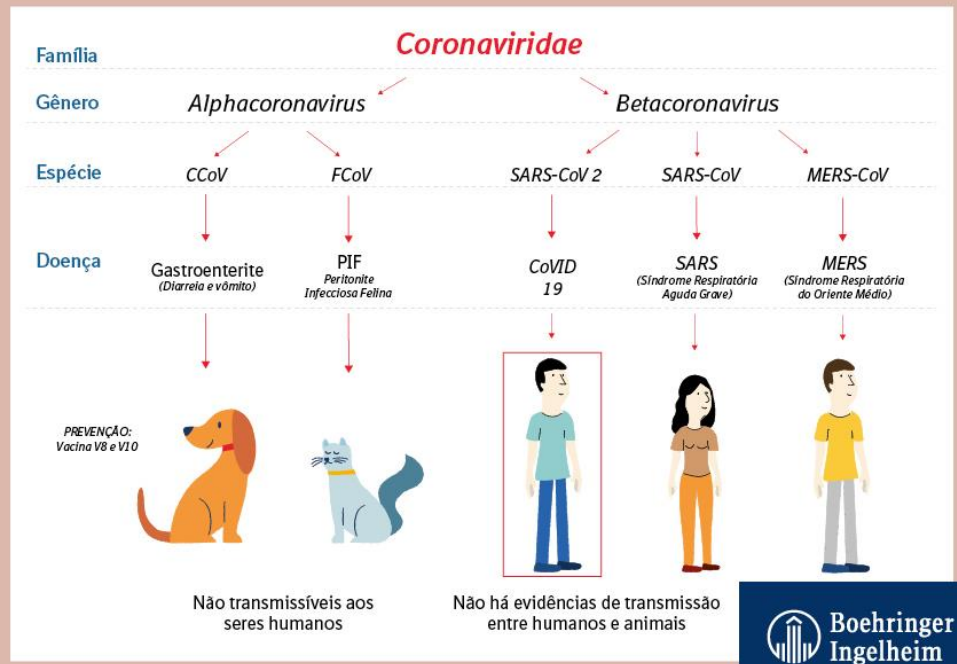 Família
Coronaviridae
Gênero
Alphacoronavirus
Betacoronavirus
Espécie
CCoV
FCoV
SARS-CoV 2
SARS-CoV
MERS-CoV
Doença
Gastroenterite
(Diarreia e vômito)
PIF
Peritonite
Infecciosa Felina
CoVID
19
SARS
(Síndrome Respiratória
Aguda Grave)
MERS
(Síndrome Respiratória
do Oriente Médio)
PREVENÇÃO:
Vacina V8 e V10
Não transmissíveis aos
seres humanos
Não há evidências de transmissão
entre humanos e animais
Boehringer
Ingelheim